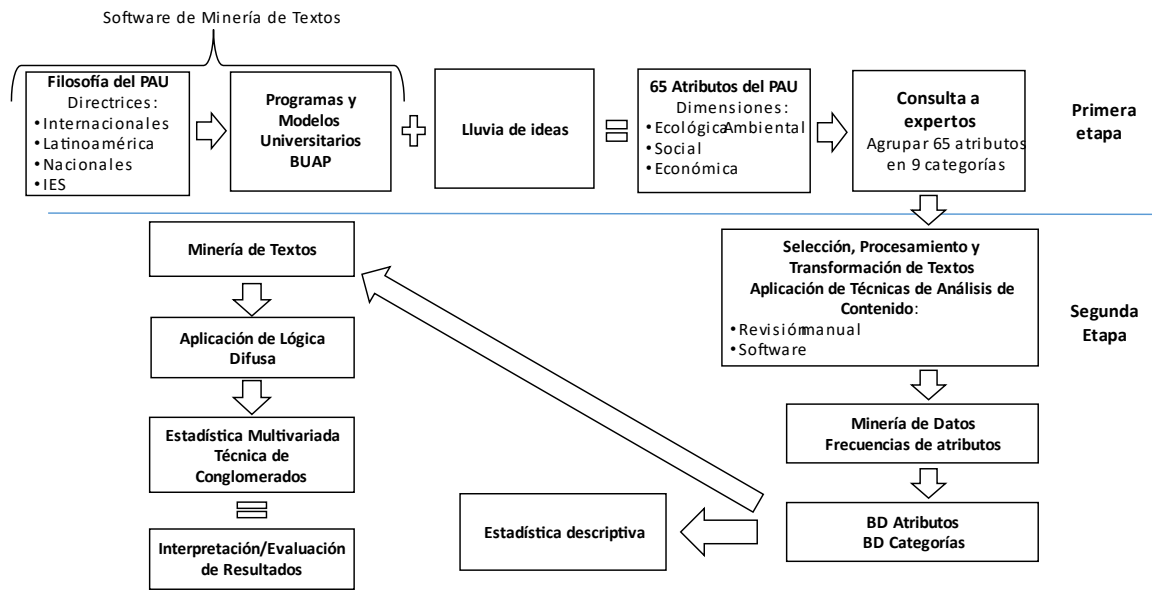 Software de Minería de Textos
Filosofía del PAU
Directrices:
• Internacionales
• Latinoamérica
• Nacionales
• IES
Programas y
Modelos
Universitarios
BUAP
Lluvia de ideas
65 Atributos del PAU
Dimensiones:
• EcológicaAmbiental
• Social
• Económica
Consulta a
expertos
Agrupar 65 atributos
en 9 categorías
Primera
etapa
Selección, Procesamiento y
Transformación de Textos
Aplicación de Técnicas de Análisis de
Contenido:
• Revisiónmanual
• Software
Segunda
Etapa
Minería de Datos
Frecuencias de atributos
BD Atributos
BD Categorías
Estadística descriptiva
Minería de Textos
Aplicación de Lógica
Difusa
Estadística Multivariada
Técnica de
Conglomerados
Interpretación/Evaluación
de Resultados